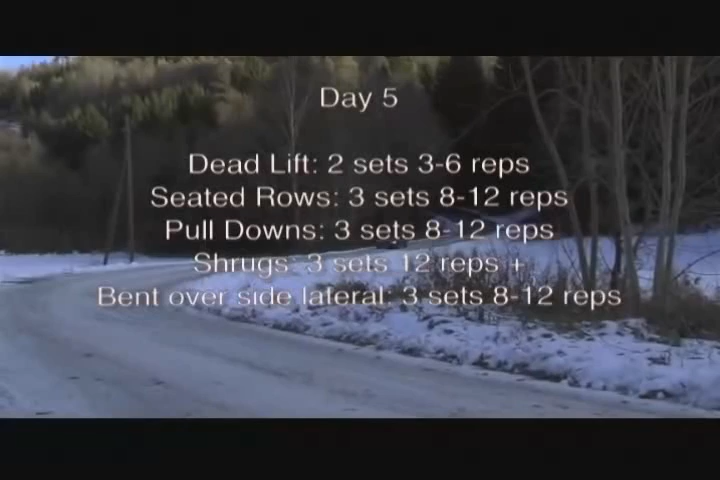 Day 5
Dead Lift: 2 sets 3-6 reps
Seated Rows: 3 sets 8-12 reps
Pull Downs: 3 sets 8-12 reps
Shrugs: 3 sets 12 reps +
Bent over side lateral: 3 sets 8-12 reps